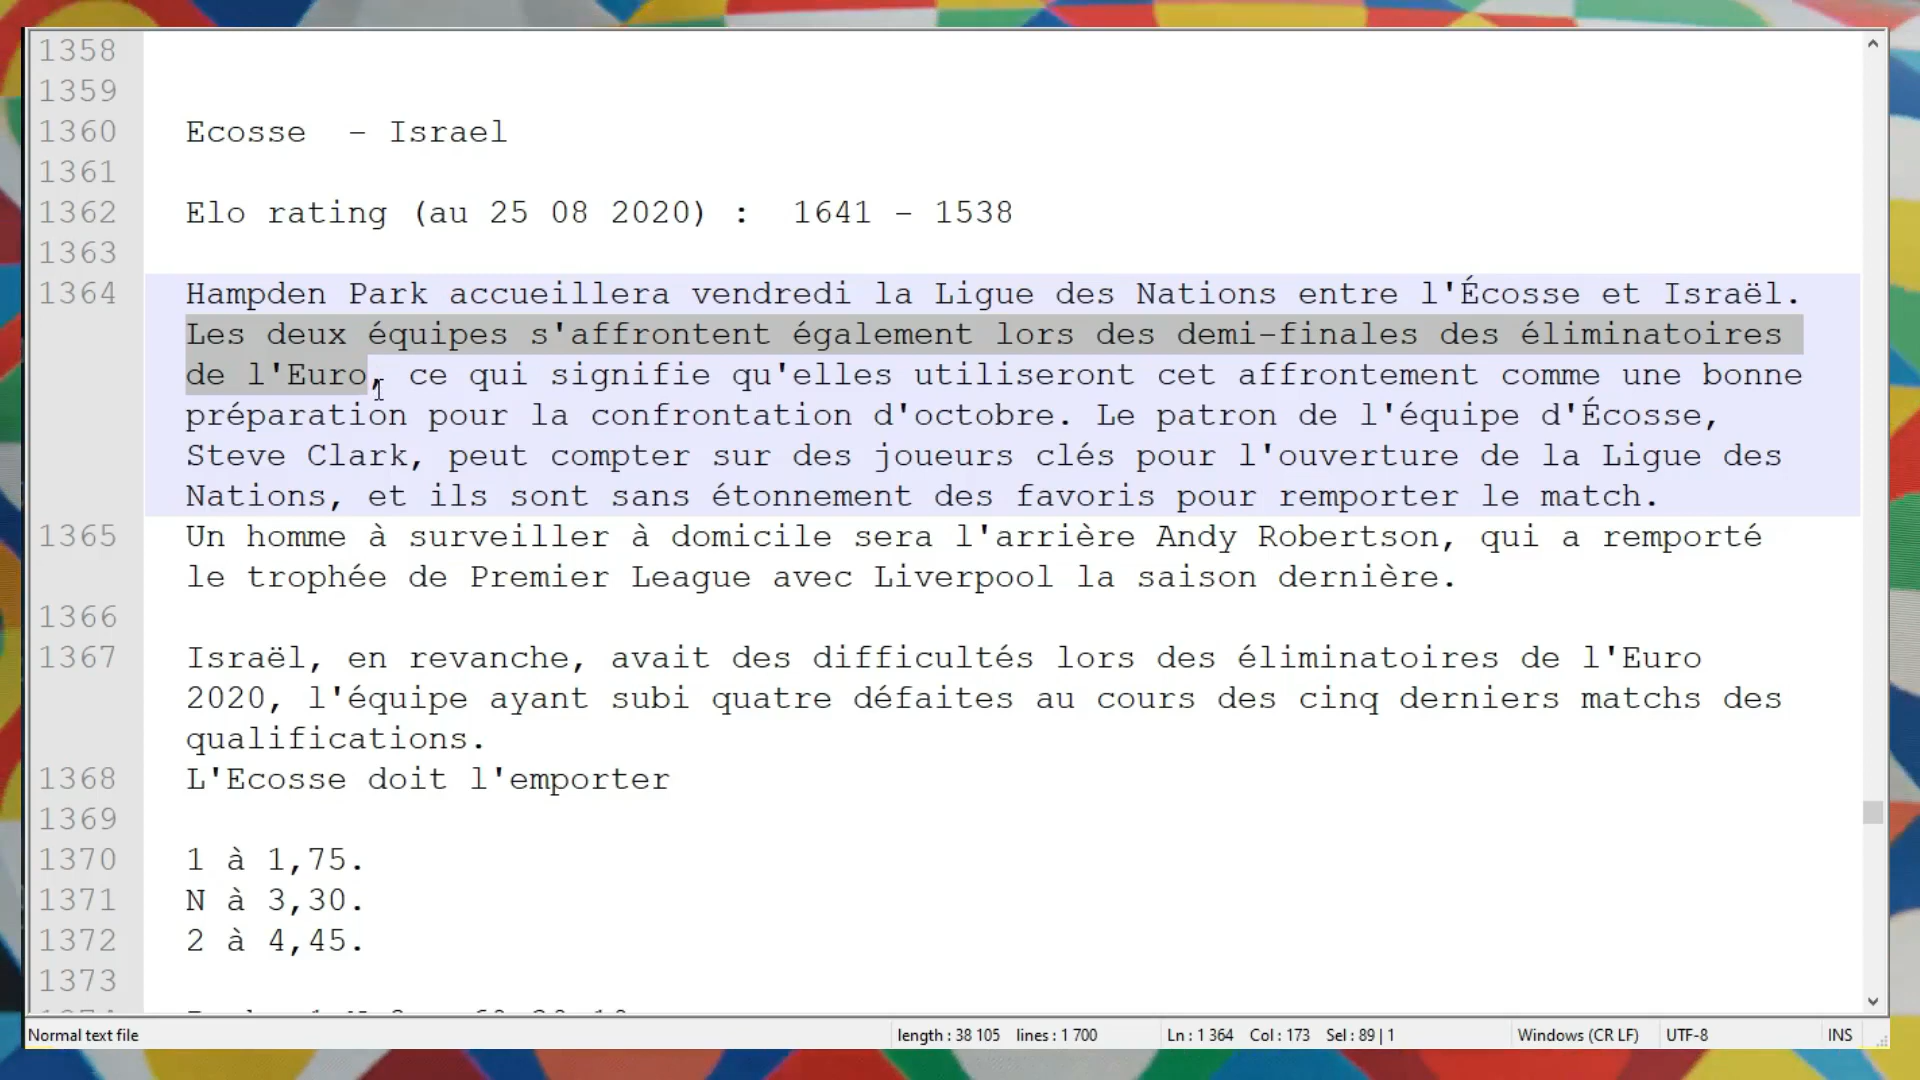 1358
1359
1360 Ecosse  - Israel
1361
1362 Elo rating (au 25 08 2020) :  1641 - 1538
1363
1364 Hampden Park accueillera vendredi la Ligue des Nations entre l'Écosse et Israël.
Les deux équipes s'affrontent également lors des demi-finales des éliminatoires
de l'Euro, ce qui signifie qu'elles utiliseront cet affrontement comme une bonne
préparation pour la confrontation d'octobre. Le patron de l'équipe d'Écosse,
Steve Clark, peut compter sur des joueurs clés pour l'ouverture de la Ligue des
Nations, et ils sont sans étonnement des favoris pour remporter le match.
1365 Un homme à surveiller à domicile sera l'arrière Andy Robertson, qui a remporté
le trophée de Premier League avec Liverpool la saison dernière.
1366
1367 Israël, en revanche, avait des difficultés lors des éliminatoires de l'Euro
2020, l'équipe ayant subi quatre défaites au cours des cinq derniers matchs des
qualifications.
1368 L'Ecosse doit l'emporter
1369
1370 1 à 1,75.
1371 N à 3,30.
1372 2 à 4,45.
1373
Normal text file length : 38 105 lines : 1 700 Ln : 1 364 Col : 173 Sel : 89 | 1 Windows (CR LF) UTF-8 INS